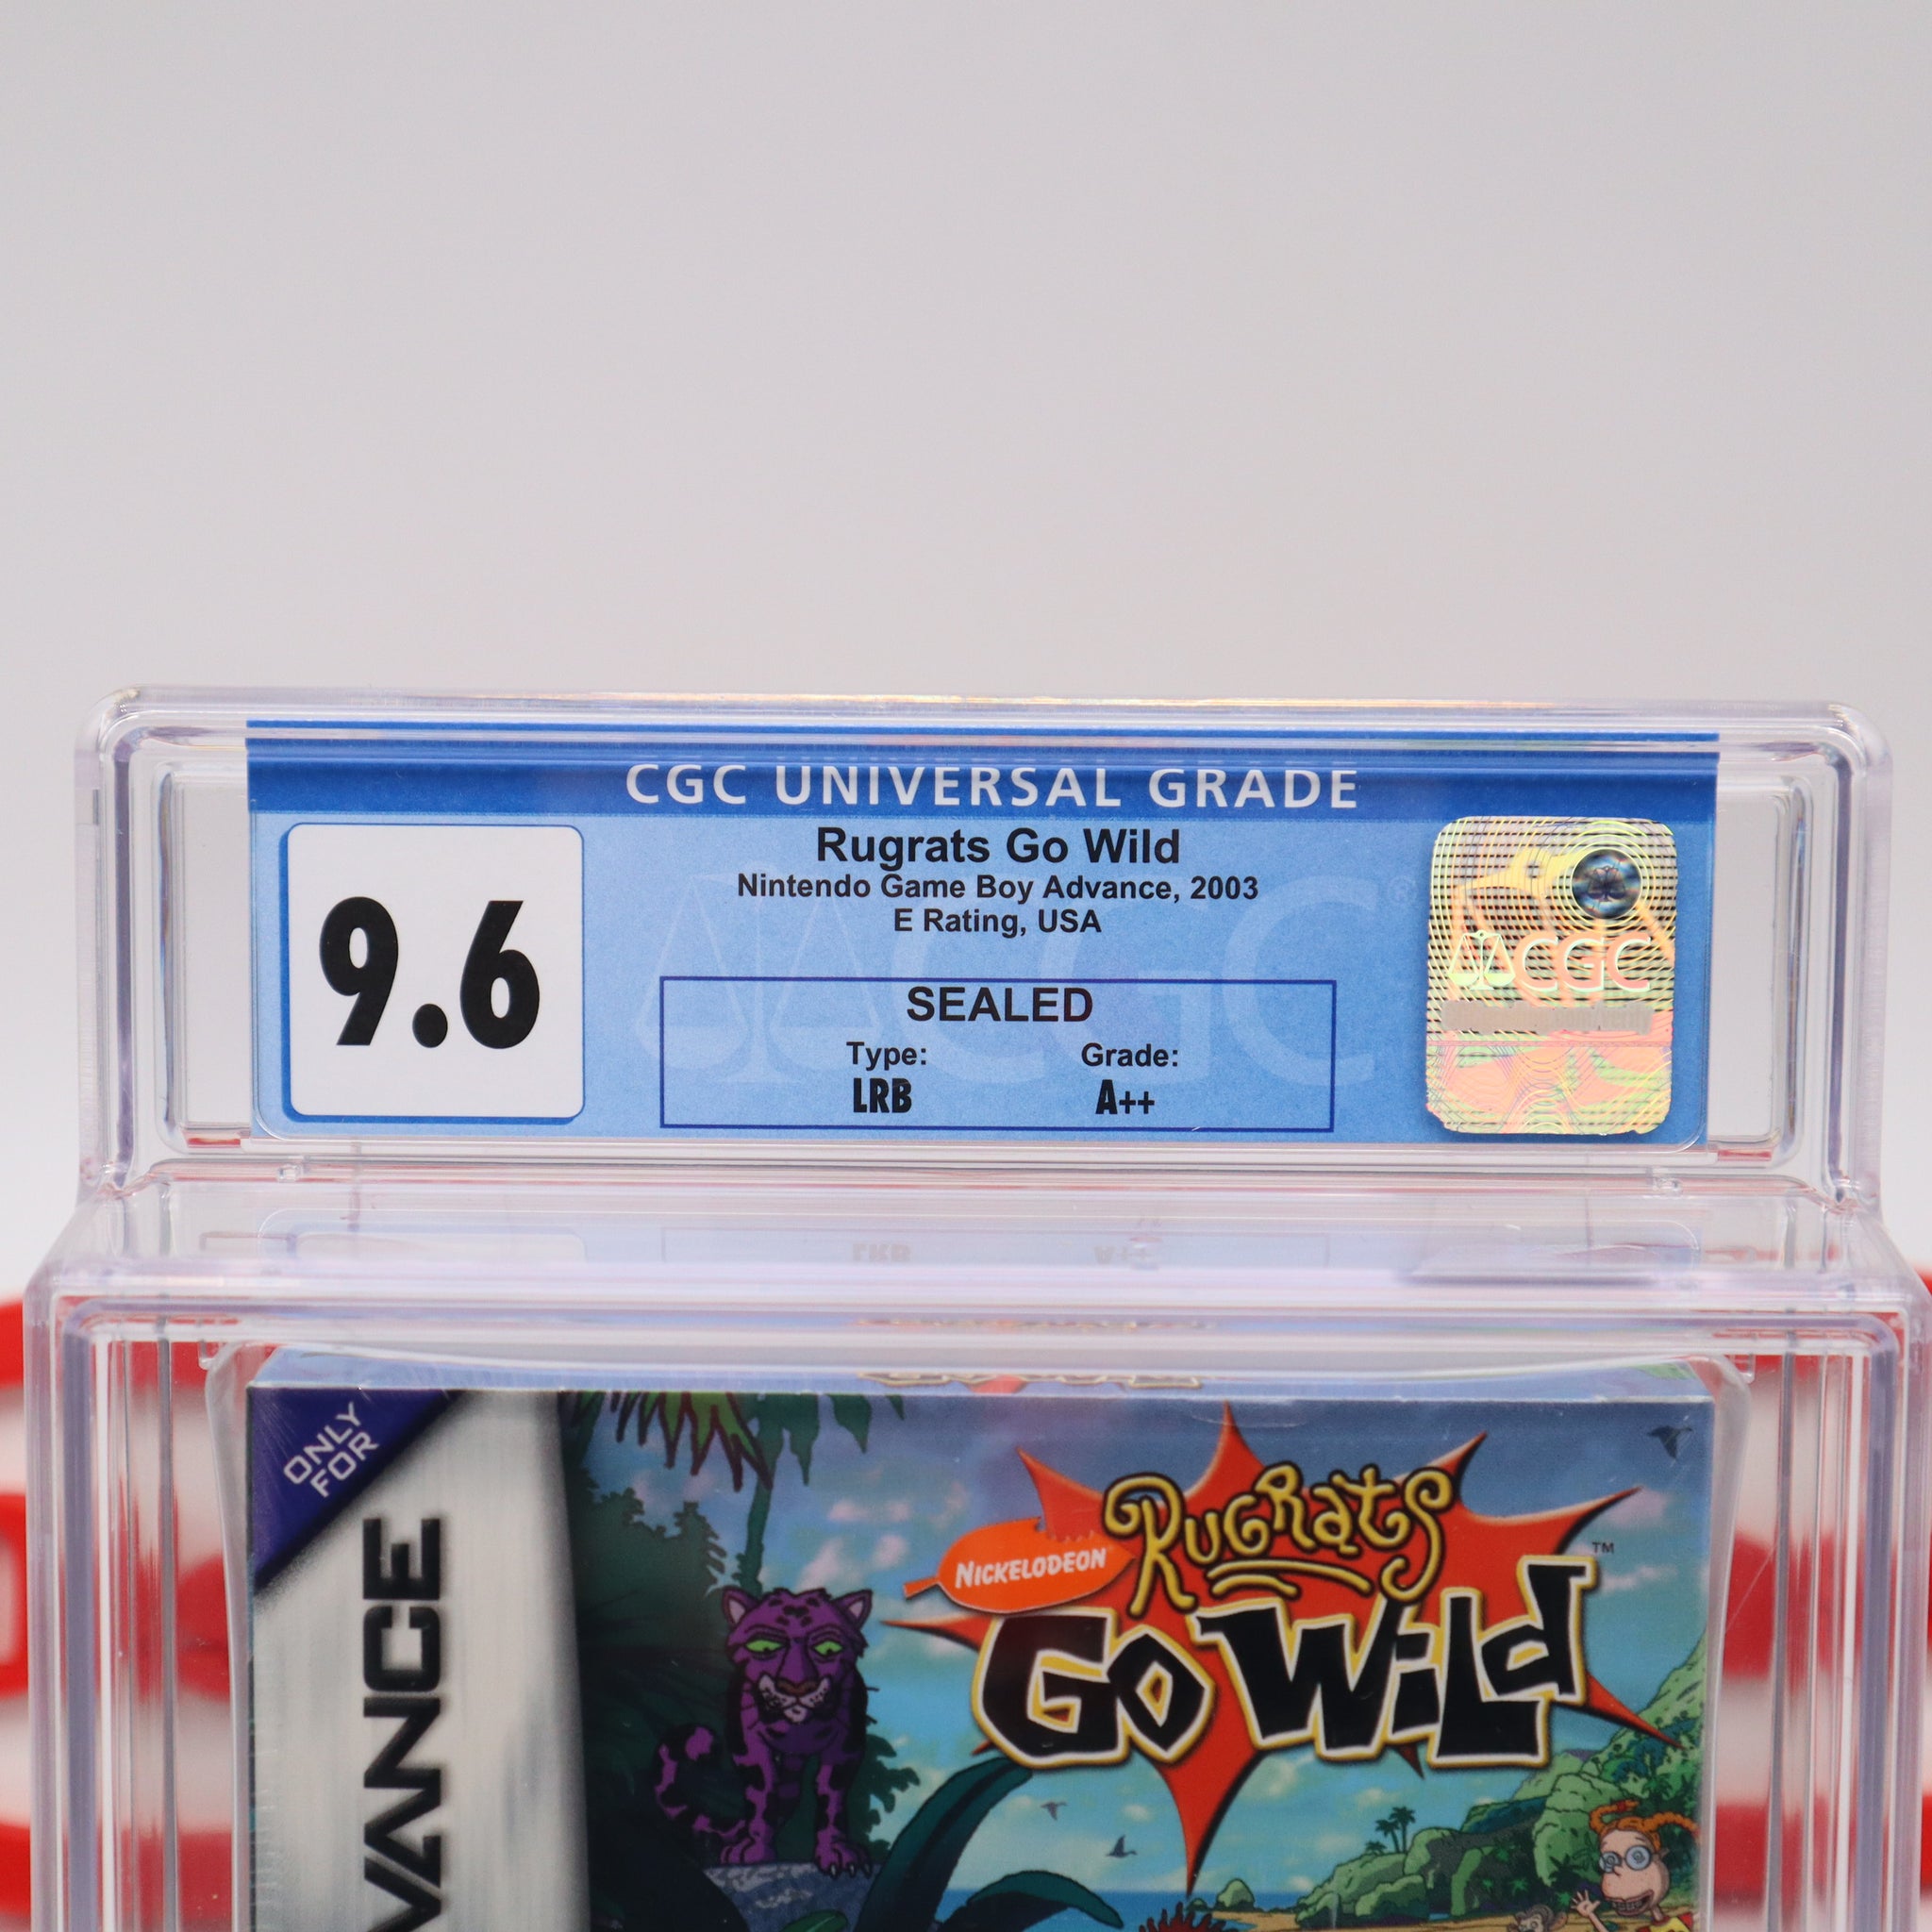 CGC UNIVERSAL GRADE
9.6
Rugrats Go Wild
Nintendo Game Boy Advance, 2003
E Rating, USA
SEALED
Type: Grade:
LRB A++
CGC
ONLY
FOR
VANCE
NICKELODEON
RUGRATS
GO WILD™